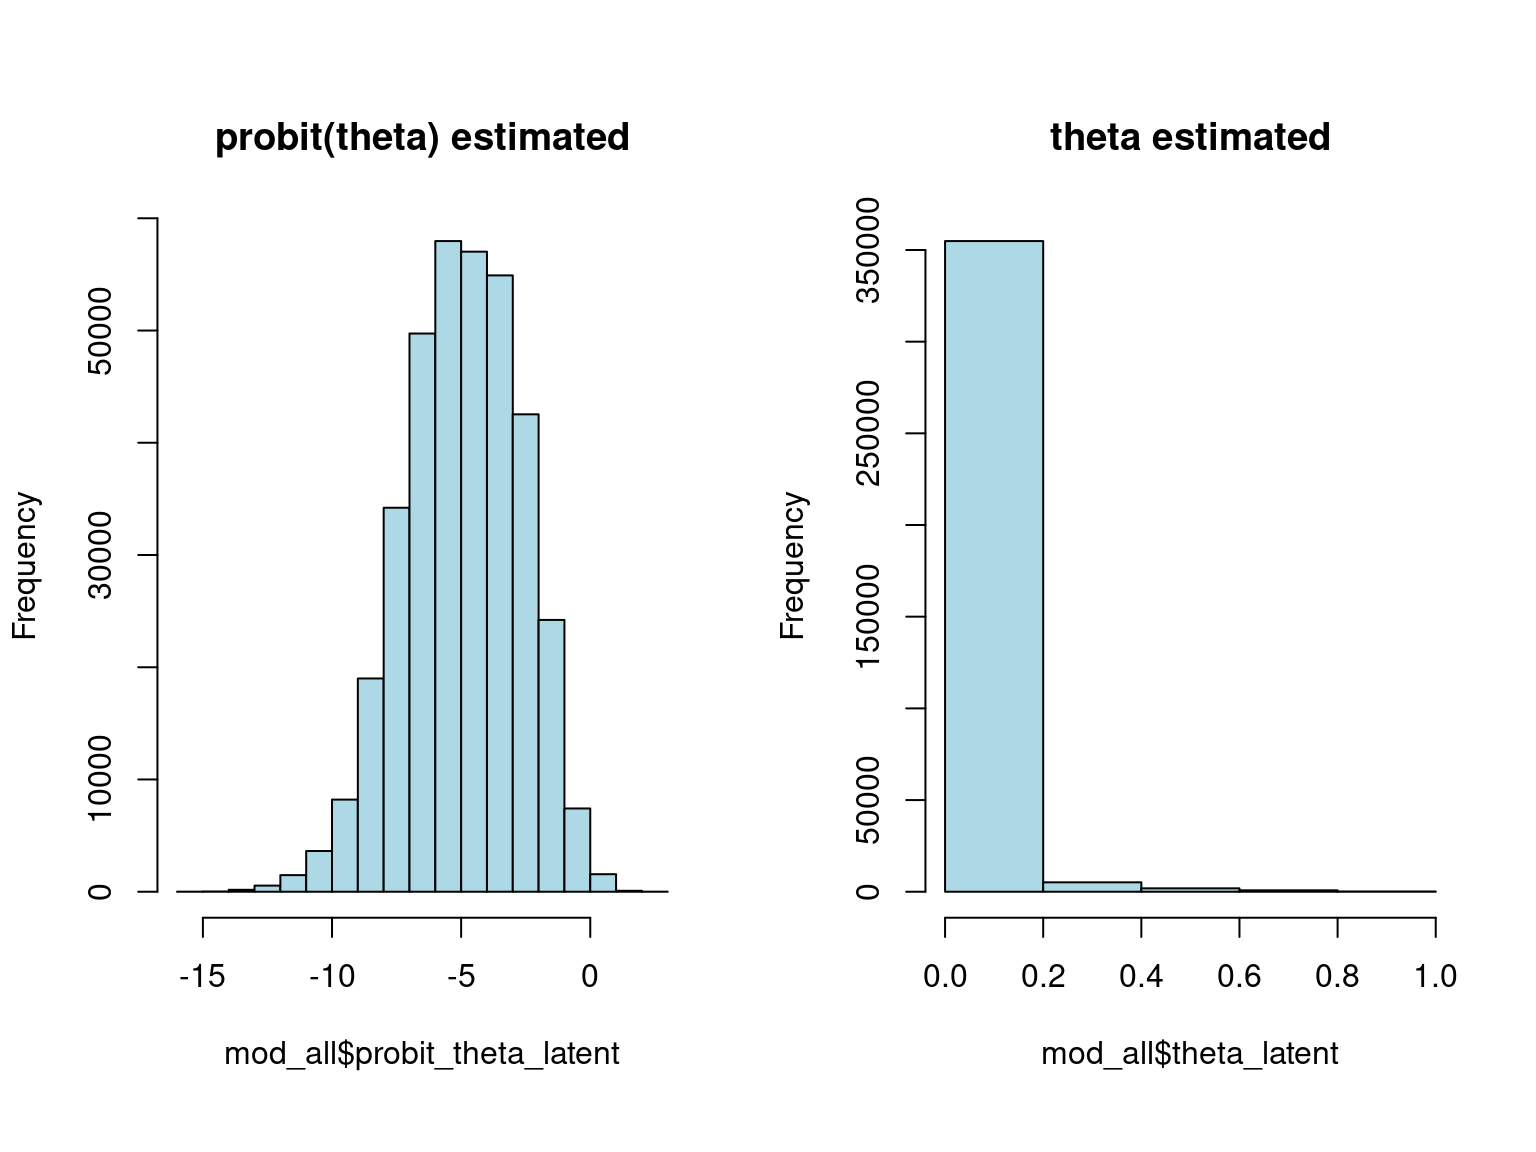 probit(theta) estimated
Frequency
50000
30000
10000
0
-15 -10 -5 0
mod_all$probit_theta_latent
theta estimated
Frequency
350000
250000
150000
50000
0
0.0 0.2 0.4 0.6 0.8 1.0
mod_all$theta_latent